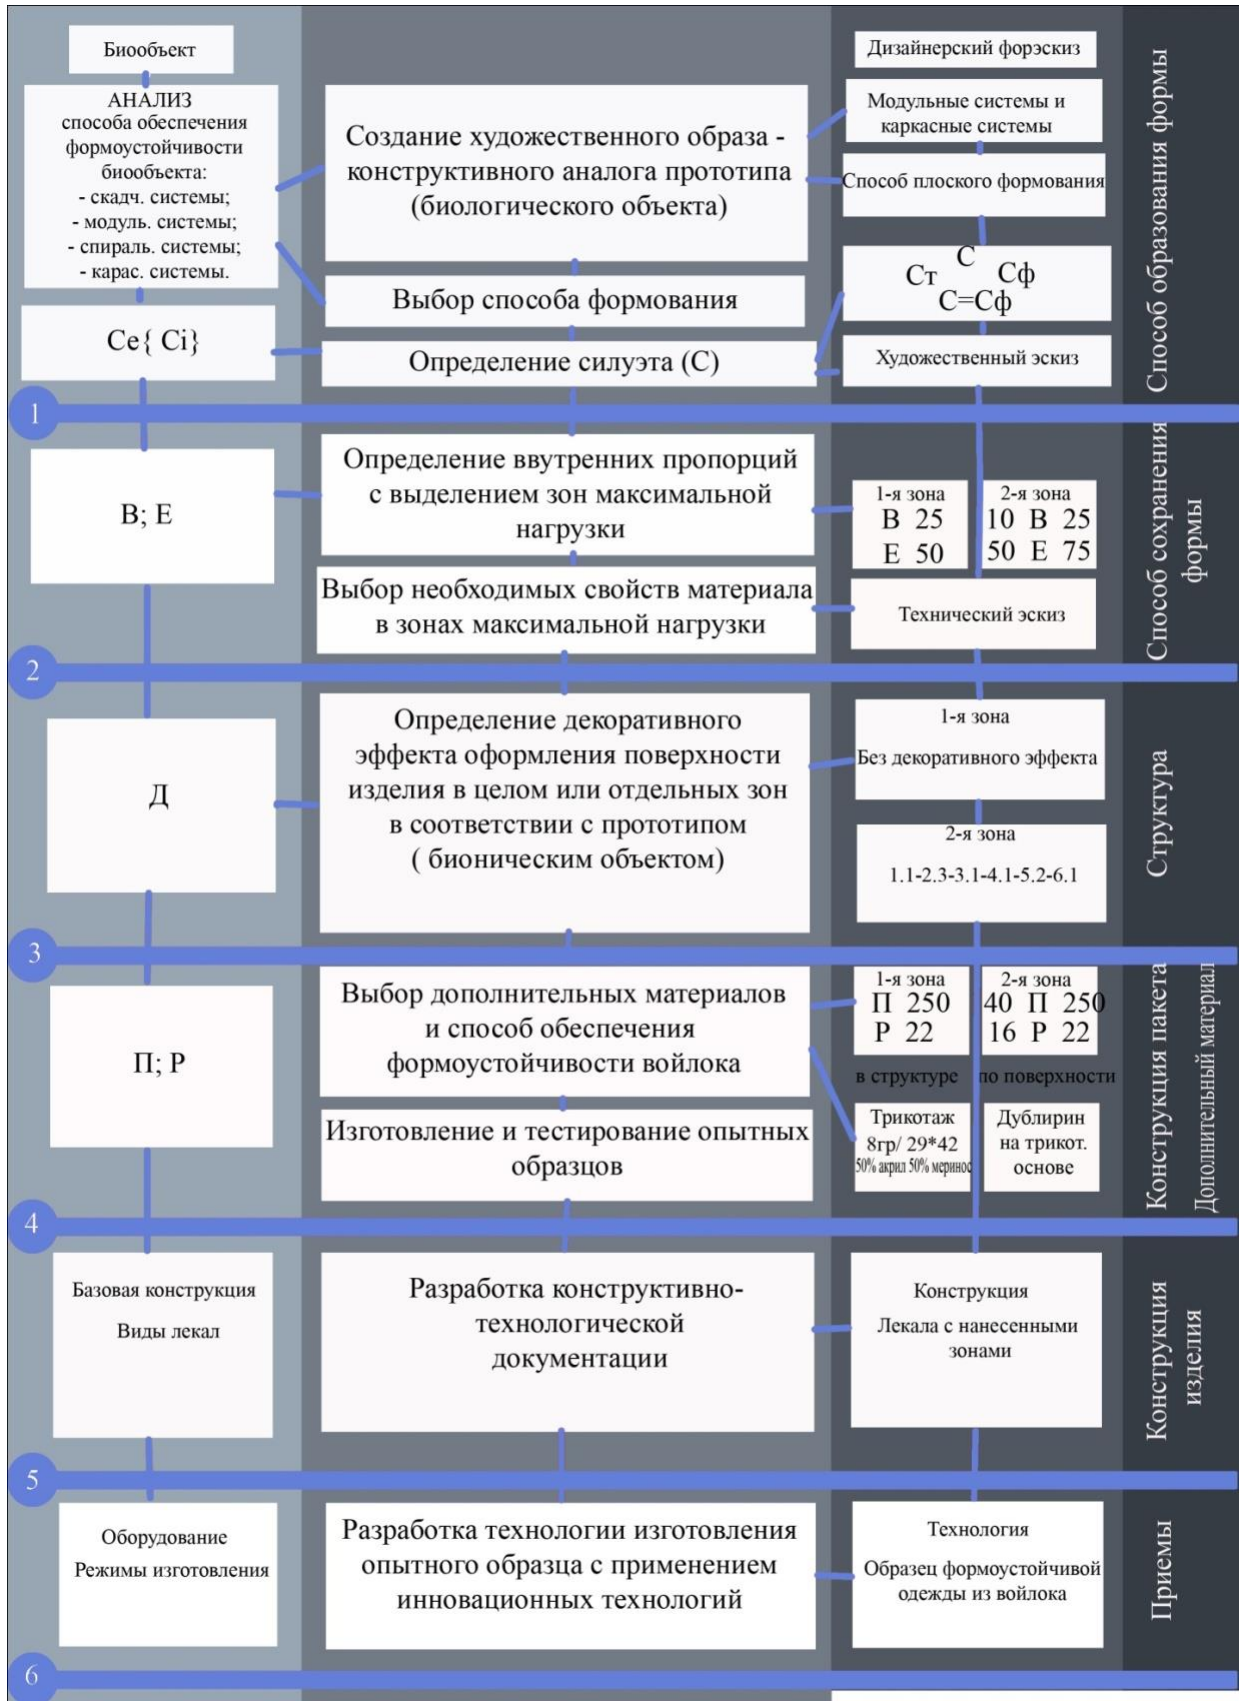 Биообъект
АНАЛИЗ
способа обеспечения
формоустойчивости
биообъекта:
- скадч. системы;
- модуль. системы;
- спираль. системы;
- карас. системы.
Се{ Сi}
Создание художественного образа -
конструктивного аналога прототипа
(биологического объекта)
Выбор способа формования
Определение силуэта (С)
Дизайнерский форэскиз
Модульные системы и
каркасные системы
Способ плоского формования
С
Ст Сф
С=Сф
Художественный эскиз
Способ образования формы
1
В; Е
Определение ввутренних пропорций
с выделением зон максимальной
нагрузки
Выбор необходимых свойств материала
в зонах максимальной нагрузки
1-я зона
В 25
Е 50
2-я зона
10 В 25
50 Е 75
Технический эскиз
Способ сохранения
формы
2
Д
Определение декоративного
эффекта оформления поверхности
изделия в целом или отдельных зон
в соответствии с прототипом
( бионическим объектом)
1-я зона
Без декоративного эффекта
2-я зона
1.1-2.3-3.1-4.1-5.2-6.1
Структура
3
П; Р
Выбор дополнительных материалов
и способ обеспечения
формоустойчивости войлока
Изготовление и тестирование опытных
образцов
1-я зона
П 250
Р 22
2-я зона
40 П 250
16 Р 22
в структуре
по поверхности
Трикотаж
8гр/ 29*42
50% акрил 50% меринос
Дублирин
на трикот.
основе
Конструкция пакета
Дополнительный материал
4
Базовая конструкция
Виды лекал
Разработка конструктивно-
технологической
документации
Конструкция
Лекала с нанесенными
зонами
Конструкция
изделия
5
Оборудование
Режимы изготовления
Разработка технологии изготовления
опытного образца с применением
инновационных технологий
Технология
Образец формоустойчивой
одежды из войлока
Приемы
6